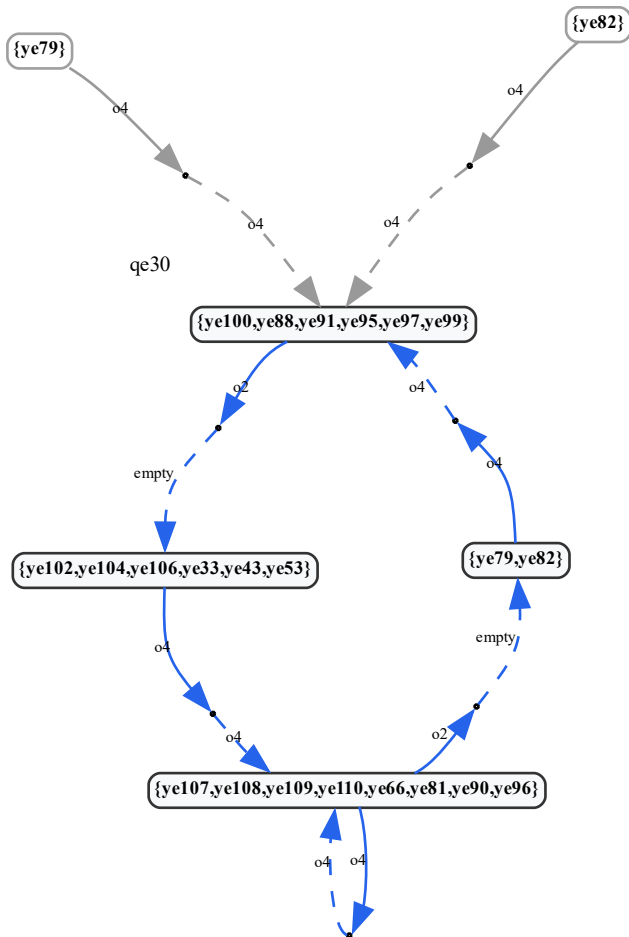 {ye79}
{ye82}
o4
o4
o4
o4
qe30
{ye100,ye88,ye91,ye95,ye97,ye99}
o2
o4
empty
o4
{ye102,ye104,ye106,ye33,ye43,ye53}
{ye79,ye82}
o4
empty
o4
o2
{ye107,ye108,ye109,ye110,ye66,ye81,ye90,ye96}
o4
o4